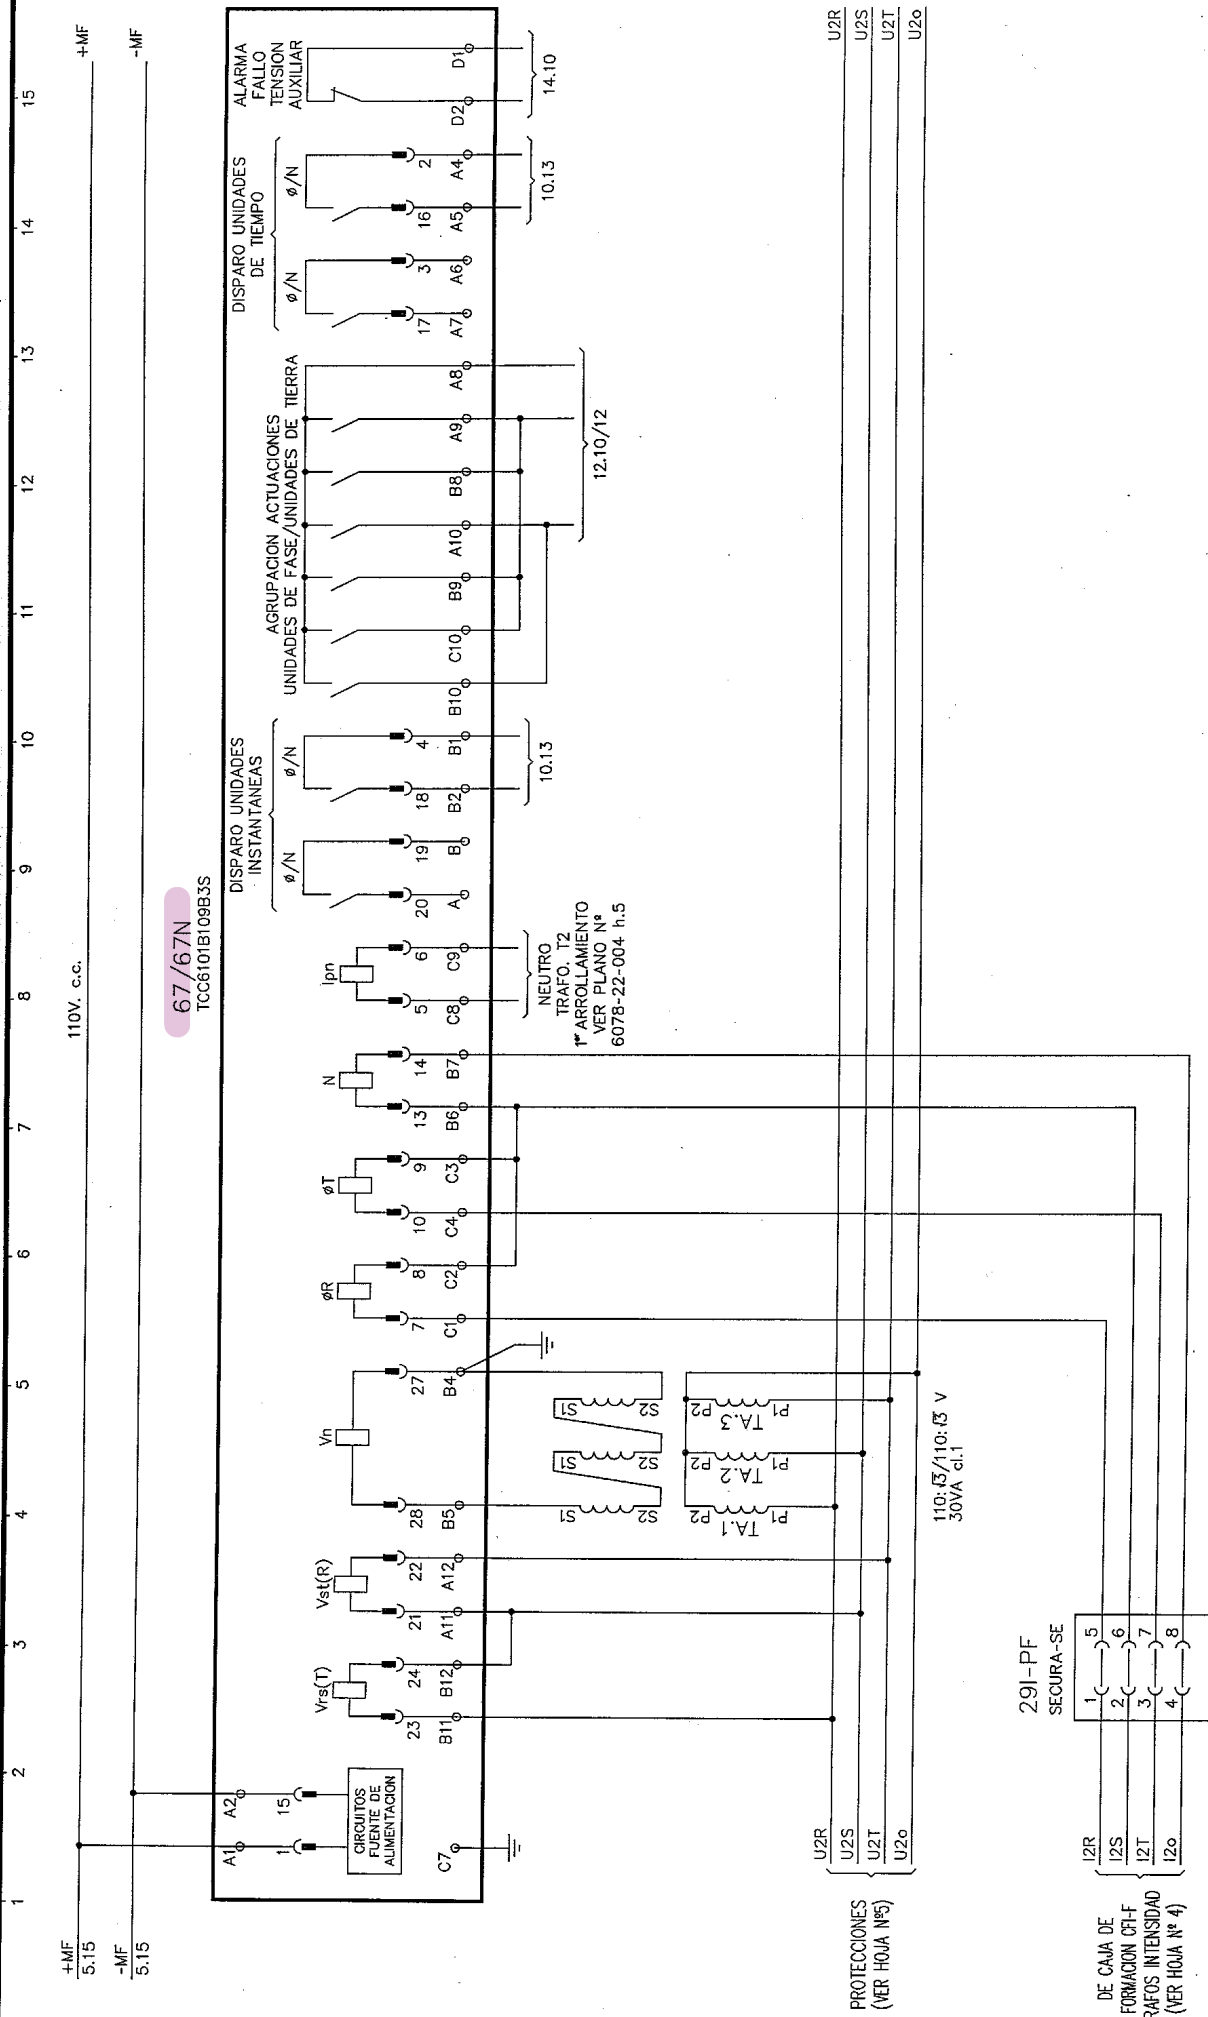 1
2
3
4
5
6
7
8
9
10
11
12
13
14
15
+MF
5.15
-MF
5.15
110V. c.c.
+MF
-MF
67/67N
TCC6101B109B3S
A1
A2
1
15
CIRCUITOS
FUENTE DE
ALIMENTACION
C7
Vrs(T)
23
24
B11
B12
Vst(R)
21
22
A11
A12
Vn
28
27
B5
B4
øR
7
8
C1
C2
øT
10
9
C4
C3
N
13
14
B6
B7
Ipn
5
6
C8
C9
NEUTRO
TRAFO. T2
1er ARROLLAMIENTO
VER PLANO Nº
6078-22-004 h.5
DISPARO UNIDADES
INSTANTANEAS
ø/N
ø/N
20
19
18
4
A
B
B2
B1
10.13
AGRUPACION ACTUACIONES
UNIDADES DE FASE/UNIDADES DE TIERRA
B10
C10
B9
A10
B8
A9
A8
12.10/12
DISPARO UNIDADES
DE TIEMPO
ø/N
ø/N
17
3
16
2
A7
A6
A5
A4
10.13
ALARMA
FALLO
TENSION
AUXILIAR
D2
D1
14.10
S1
S1
S1
S2
S2
S2
P2
P2
P2
TA.1
TA.2
TA.3
P1
P1
P1
110:√3/110:√3 V
30VA cl.1
PROTECCIONES
(VER HOJA Nº5)
U2R
U2S
U2T
U2o
U2R
U2S
U2T
U2o
29I-PF
SECURA-SE
1
5
2
6
3
7
4
8
I2R
I2S
I2T
I2o
DE CAJA DE
FORMACION CFI-F
RAFOS INTENSIDAD
(VER HOJA Nº 4)